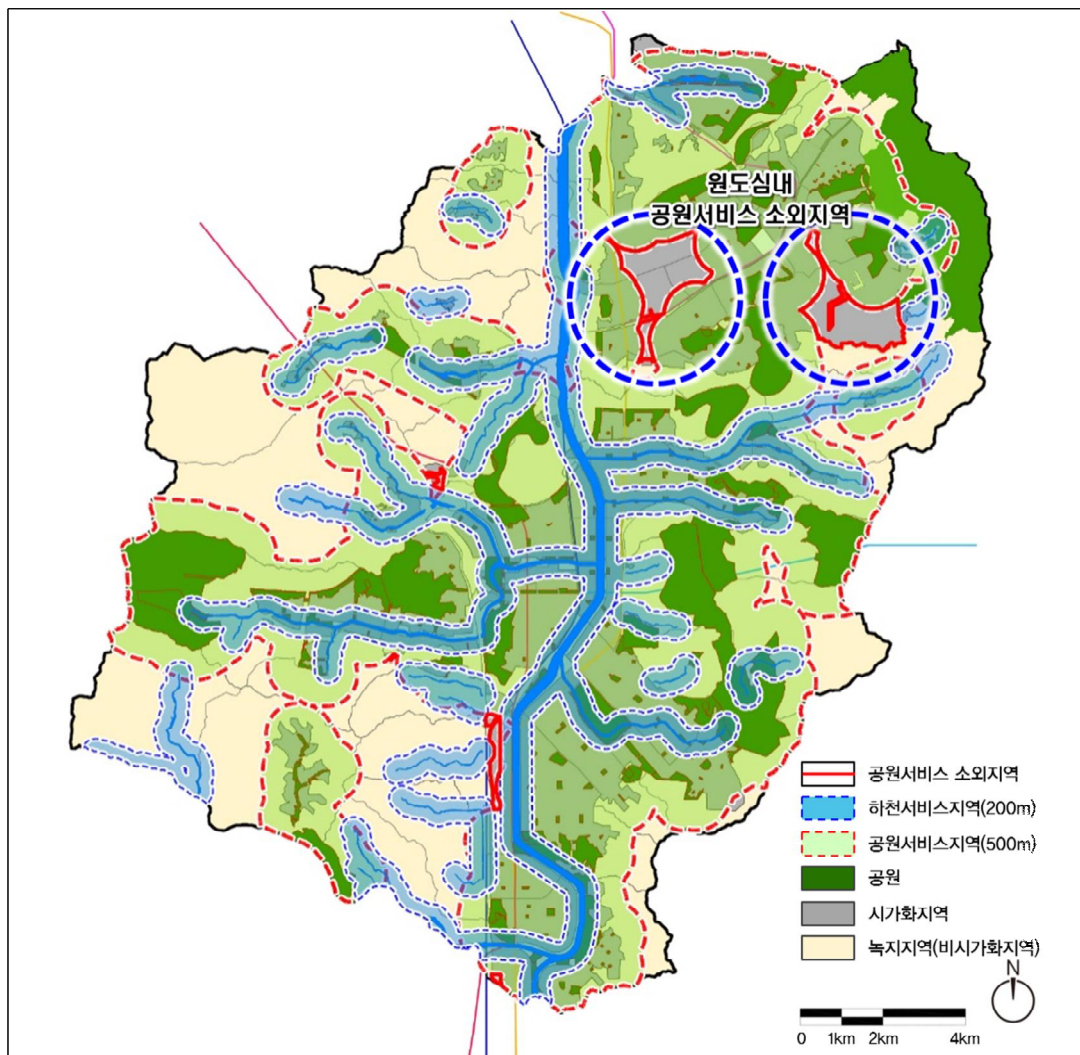 원도심내
공원서비스 소외지역
공원서비스 소외지역
하천서비스지역(200m)
공원서비스지역(500m)
공원
시가화지역
녹지지역(비시가화지역)
N
0 1km 2km 4km